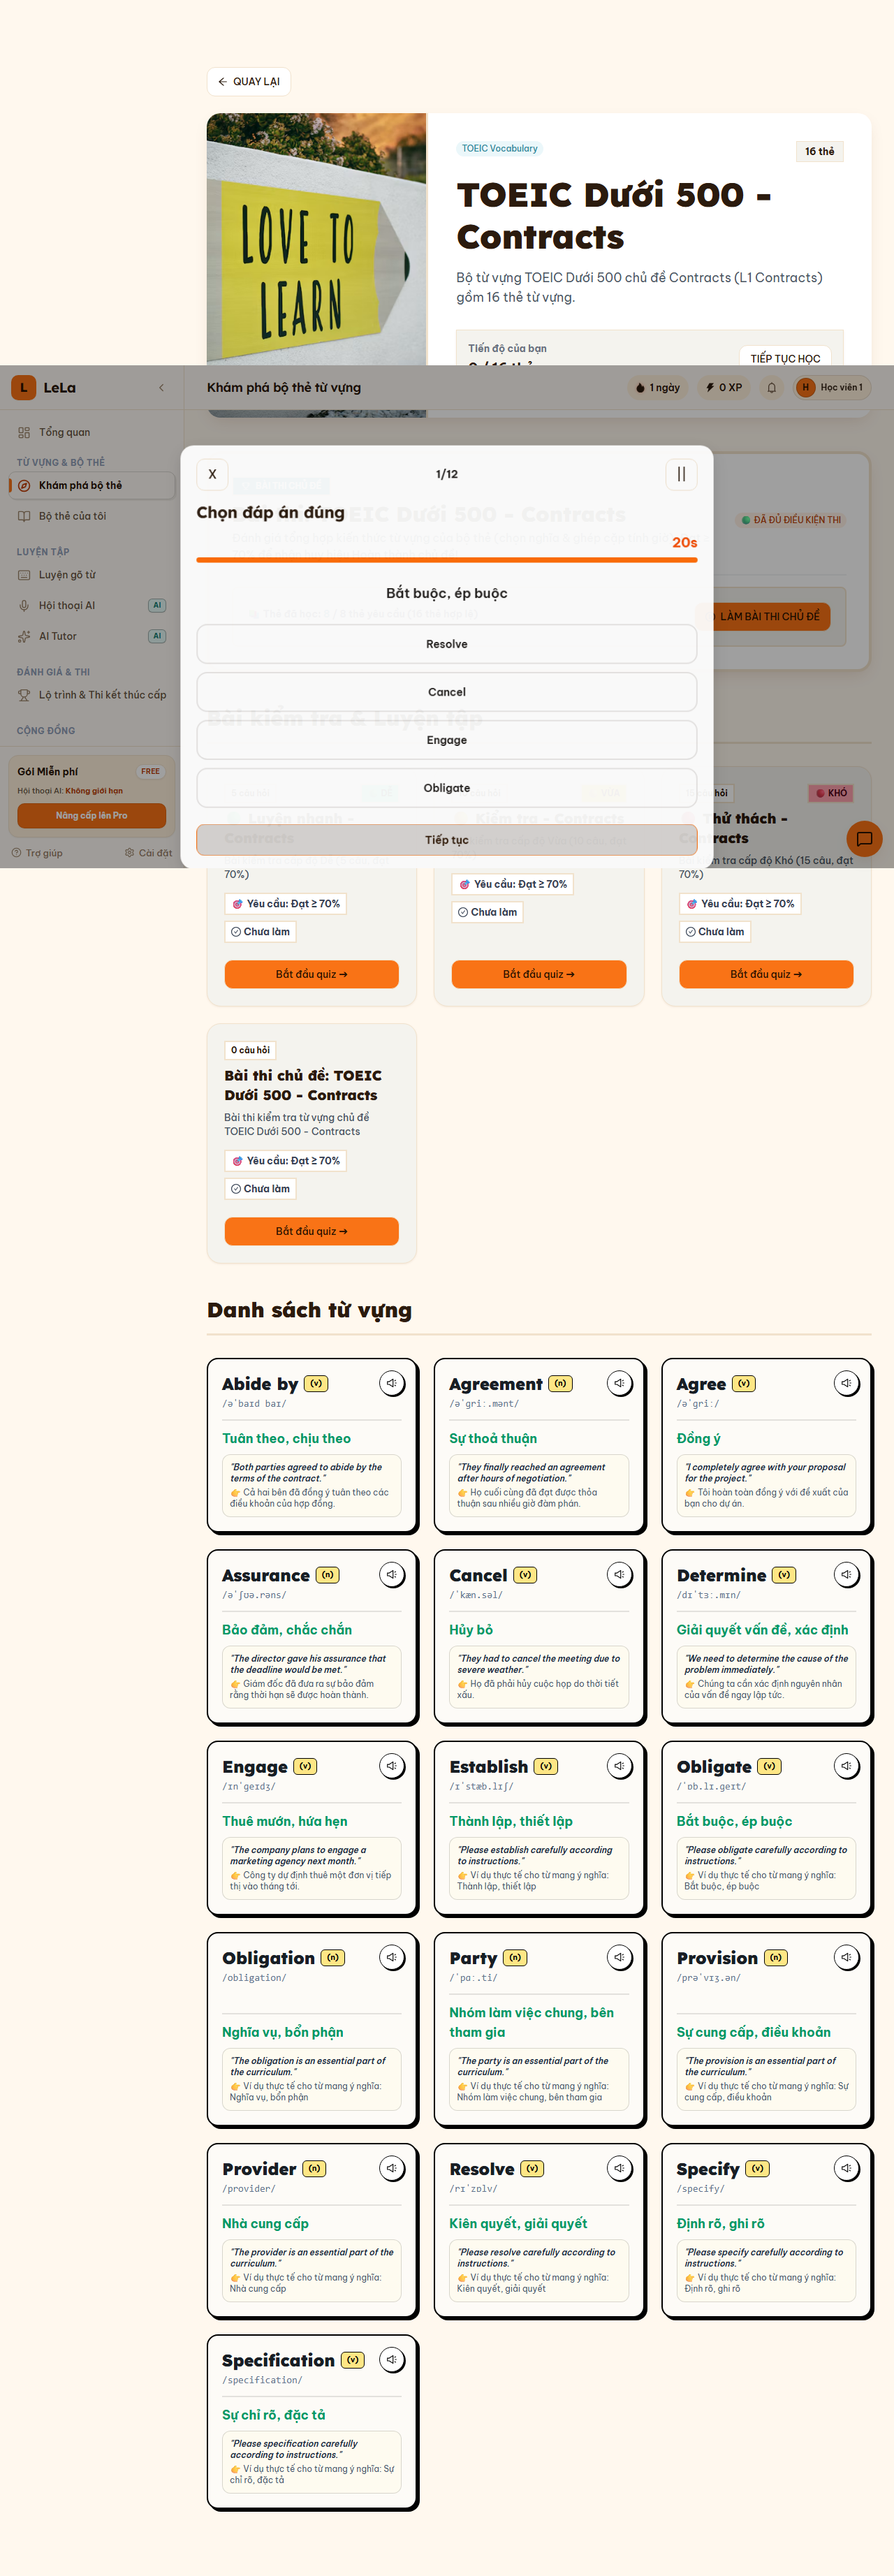 QUAY LẠI
LOVE TO
LEARN
TOEIC Vocabulary
16 thẻ
TOEIC Dưới 500 -
Contracts
Bộ từ vựng TOEIC Dưới 500 chủ đề Contracts (L1 Contracts)
gồm 16 thẻ từ vựng.
Tiến độ của bạn
TIẾP TỤC HỌC
L LeLa
Khám phá bộ thẻ từ vựng
1 ngày
0 XP
H Học viên 1
Tổng quan
TỪ VỰNG & BỘ THẺ
Khám phá bộ thẻ
Bộ thẻ của tôi
LUYỆN TẬP
Luyện gõ từ
Hội thoại AI AI
AI Tutor AI
ĐÁNH GIÁ & THI
Lộ trình & Thi kết thúc cấp
CỘNG ĐỒNG
Gói Miễn phí FREE
Hội thoại AI: Không giới hạn
Nâng cấp lên Pro
Trợ giúp
Cài đặt
X
1/12
Chọn đáp án đúng
20s
Bắt buộc, ép buộc
Resolve
Cancel
Engage
Obligate
Tiếp tục
ĐÃ ĐỦ ĐIỀU KIỆN THI
LÀM BÀI THI CHỦ ĐỀ
Bài kiểm tra & Luyện tập
hỏi
KHÓ
Thử thách -
tra cấp độ Khó (15 câu, đạt
70%)
70%)
Yêu cầu: Đạt ≥ 70%
Chưa làm
Bắt đầu quiz →
Yêu cầu: Đạt ≥ 70%
Chưa làm
Bắt đầu quiz →
Yêu cầu: Đạt ≥ 70%
Chưa làm
Bắt đầu quiz →
0 câu hỏi
Bài thi chủ đề: TOEIC
Dưới 500 - Contracts
Bài thi kiểm tra từ vựng chủ đề
TOEIC Dưới 500 - Contracts
Yêu cầu: Đạt ≥ 70%
Chưa làm
Bắt đầu quiz →
Danh sách từ vựng
Abide by (v)
/əˈbaɪd baɪ/
Tuân theo, chịu theo
"Both parties agreed to abide by the
terms of the contract."
👉 Cả hai bên đã đồng ý tuân theo các
điều khoản của hợp đồng.
Agreement (n)
/əˈɡriː.mənt/
Sự thoả thuận
"They finally reached an agreement
after hours of negotiation."
👉 Họ cuối cùng đã đạt được thỏa
thuận sau nhiều giờ đàm phán.
Agree (v)
/əˈɡriː/
Đồng ý
"I completely agree with your proposal
for the project."
👉 Tôi hoàn toàn đồng ý với đề xuất của
bạn cho dự án.
Assurance (n)
/əˈʃʊə.rəns/
Bảo đảm, chắc chắn
"The director gave his assurance that
the deadline would be met."
👉 Giám đốc đã đưa ra sự bảo đảm
rằng thời hạn sẽ được hoàn thành.
Cancel (v)
/ˈkæn.səl/
Hủy bỏ
"They had to cancel the meeting due to
severe weather."
👉 Họ đã phải hủy cuộc họp do thời tiết
xấu.
Determine (v)
/dɪˈtɜː.mɪn/
Giải quyết vấn đề, xác định
"We need to determine the cause of the
problem immediately."
👉 Chúng ta cần xác định nguyên nhân
của vấn đề ngay lập tức.
Engage (v)
/ɪnˈɡeɪdʒ/
Thuê mướn, hứa hẹn
"The company plans to engage a
marketing agency next month."
👉 Công ty dự định thuê một đơn vị tiếp
thị vào tháng tới.
Establish (v)
/ɪˈstæb.lɪʃ/
Thành lập, thiết lập
"Please establish carefully according
to instructions."
👉 Ví dụ thực tế cho từ mang ý nghĩa:
Thành lập, thiết lập
Obligate (v)
/ˈɒb.lɪ.ɡeɪt/
Bắt buộc, ép buộc
"Please obligate carefully according to
instructions."
👉 Ví dụ thực tế cho từ mang ý nghĩa:
Bắt buộc, ép buộc
Obligation (n)
/obligation/
Nghĩa vụ, bổn phận
"The obligation is an essential part of
the curriculum."
👉 Ví dụ thực tế cho từ mang ý nghĩa:
Nghĩa vụ, bổn phận
Party (n)
/ˈpɑː.ti/
Nhóm làm việc chung, bên
tham gia
"The party is an essential part of the
curriculum."
👉 Ví dụ thực tế cho từ mang ý nghĩa:
Nhóm làm việc chung, bên tham gia
Provision (n)
/prəˈvɪʒ.ən/
Sự cung cấp, điều khoản
"The provision is an essential part of
the curriculum."
👉 Ví dụ thực tế cho từ mang ý nghĩa: Sự
cung cấp, điều khoản
Provider (n)
/provider/
Nhà cung cấp
"The provider is an essential part of the
curriculum."
👉 Ví dụ thực tế cho từ mang ý nghĩa:
Nhà cung cấp
Resolve (v)
/rɪˈzɒlv/
Kiên quyết, giải quyết
"Please resolve carefully according to
instructions."
👉 Ví dụ thực tế cho từ mang ý nghĩa:
Kiên quyết, giải quyết
Specify (v)
/specify/
Định rõ, ghi rõ
"Please specify carefully according to
instructions."
👉 Ví dụ thực tế cho từ mang ý nghĩa:
Định rõ, ghi rõ
Specification (v)
/specification/
Sự chỉ rõ, đặc tả
"Please specification carefully
according to instructions."
👉 Ví dụ thực tế cho từ mang ý nghĩa: Sự
chỉ rõ, đặc tả